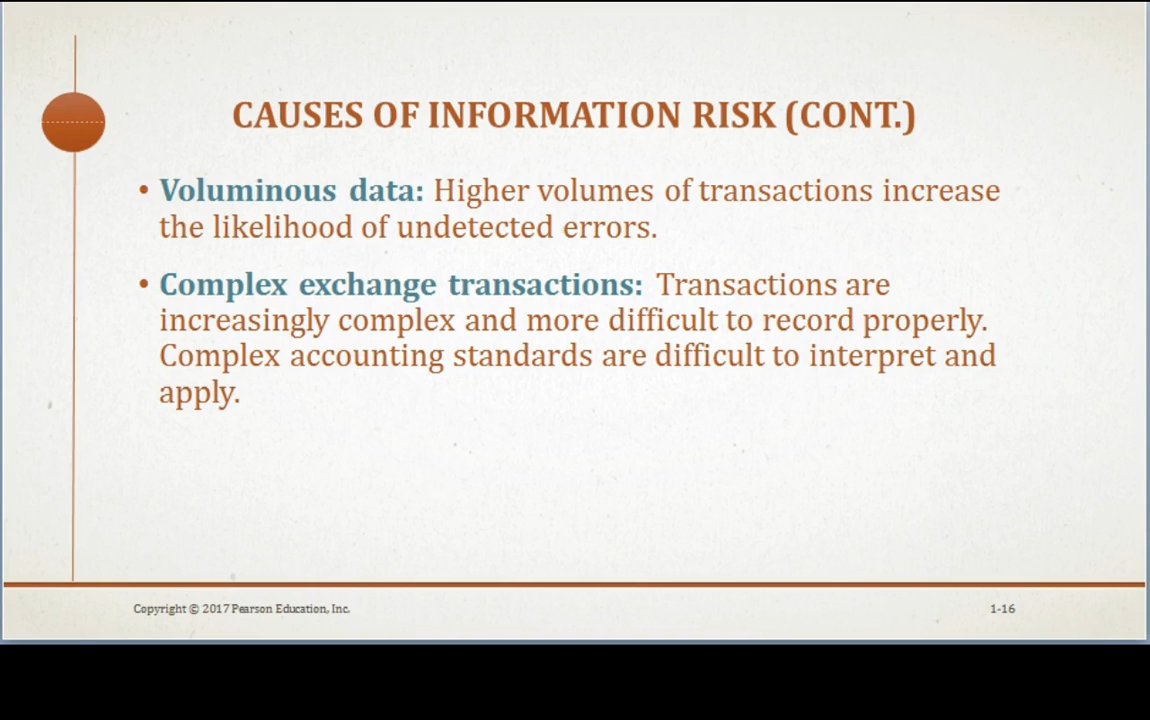 CAUSES OF INFORMATION RISK (CONT.)
• Voluminous data: Higher volumes of transactions increase
the likelihood of undetected errors.
• Complex exchange transactions: Transactions are
increasingly complex and more difficult to record properly.
Complex accounting standards are difficult to interpret and
apply.
Copyright © 2017 Pearson Education, Inc.
1-16